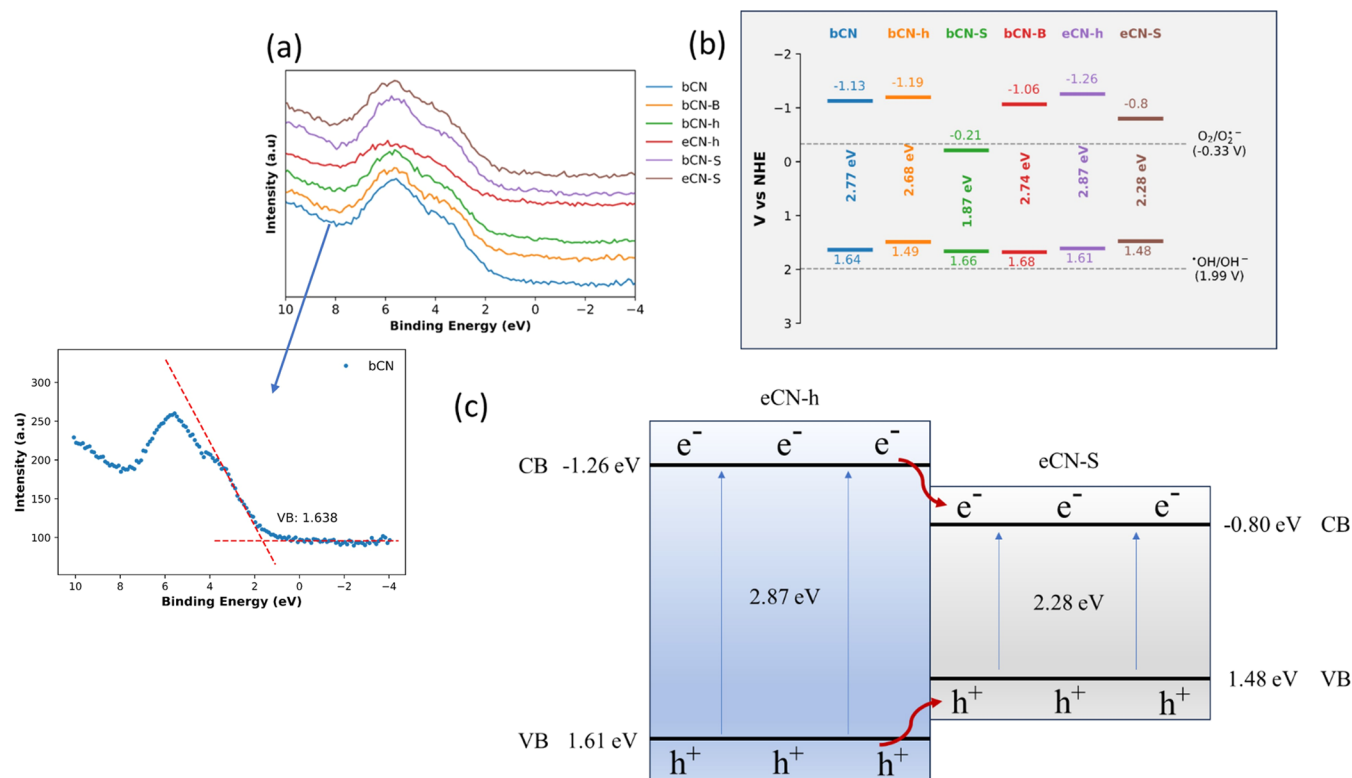 (a)
Intensity (a.u)
bCN
bCN-B
bCN-h
eCN-h
bCN-S
eCN-S
10 8 6 4 2 0 −2 −4
Binding Energy (eV)
(b)
bCN bCN-h bCN-S bCN-B eCN-h eCN-S
V vs NHE
−2
−1
0
1
2
3
-1.13 -1.19 -0.21 -1.06 -1.26 -0.8
2.77 eV 2.68 eV 1.87 eV 2.74 eV 2.87 eV 2.28 eV
1.64 1.49 1.66 1.68 1.61 1.48
O₂/O₂•−
(-0.33 V)
•OH/OH−
(1.99 V)
bCN
Intensity (a.u)
300
250
200
150
100
VB: 1.638
10 8 6 4 2 0 −2 −4
Binding Energy (eV)
(c)
eCN-h
e- e- e-
CB -1.26 eV
2.87 eV
VB 1.61 eV
h+ h+ h+
eCN-S
e- e- e-
-0.80 eV CB
2.28 eV
1.48 eV VB
h+ h+ h+